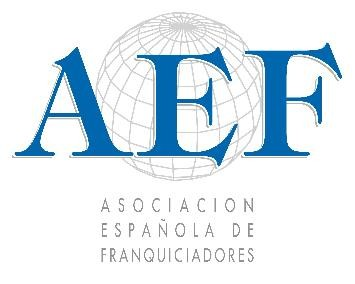 AEF
ASOCIACION
ESPAÑOLA DE
FRANQUICIADORES